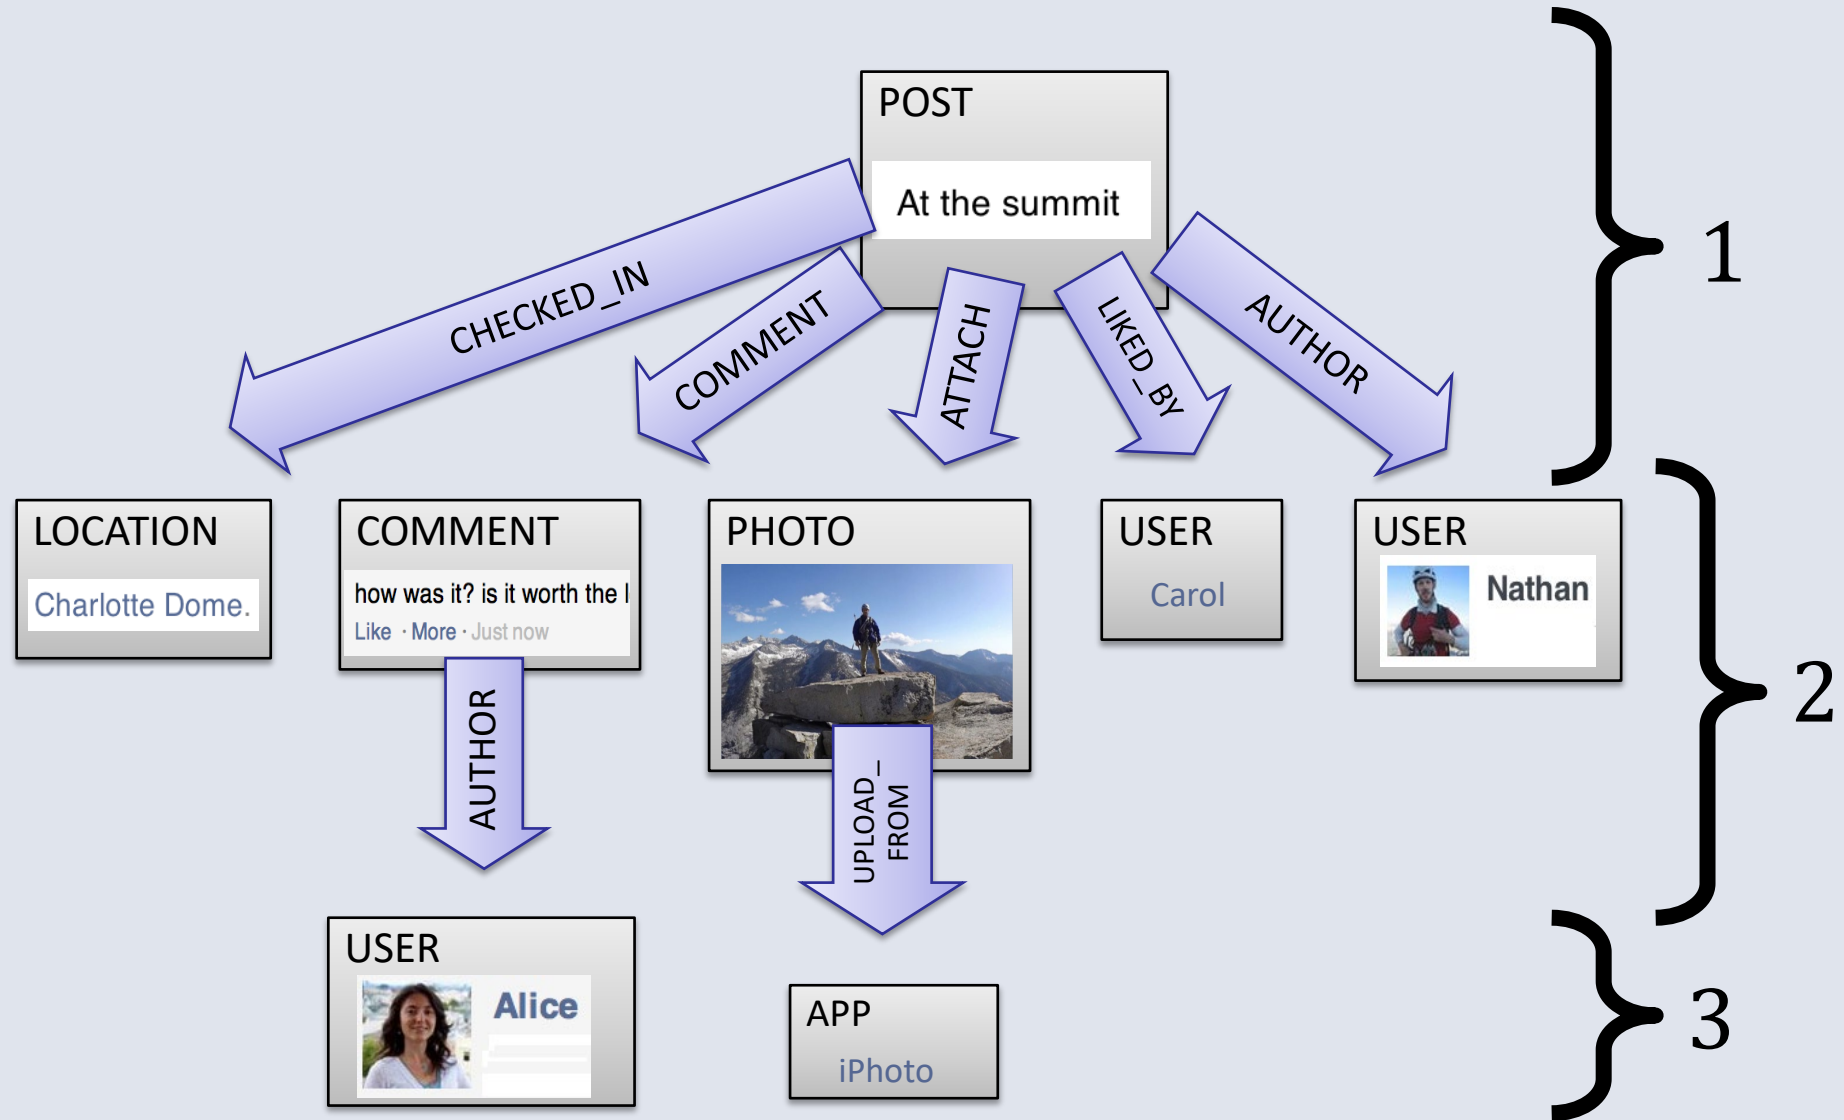 POST
At the summit
1
CHECKED_IN
COMMENT
ATTACH
LIKED_BY
AUTHOR
LOCATION
Charlotte Dome.
COMMENT
how was it? is it worth the l
Like · More · Just now
PHOTO
USER
Carol
USER
Nathan
2
AUTHOR
UPLOAD_
FROM
USER
Alice
APP
iPhoto
3